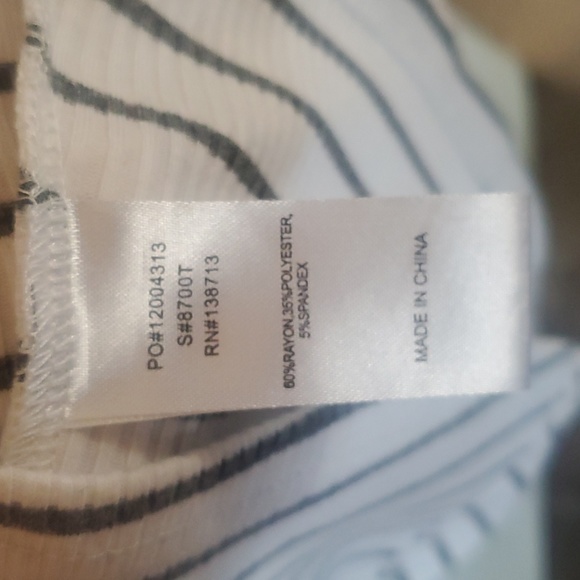 PO#12004313
S#8700T
RN#138713
60%RAYON,35%POLYESTER,
5%SPANDEX
MADE IN CHINA